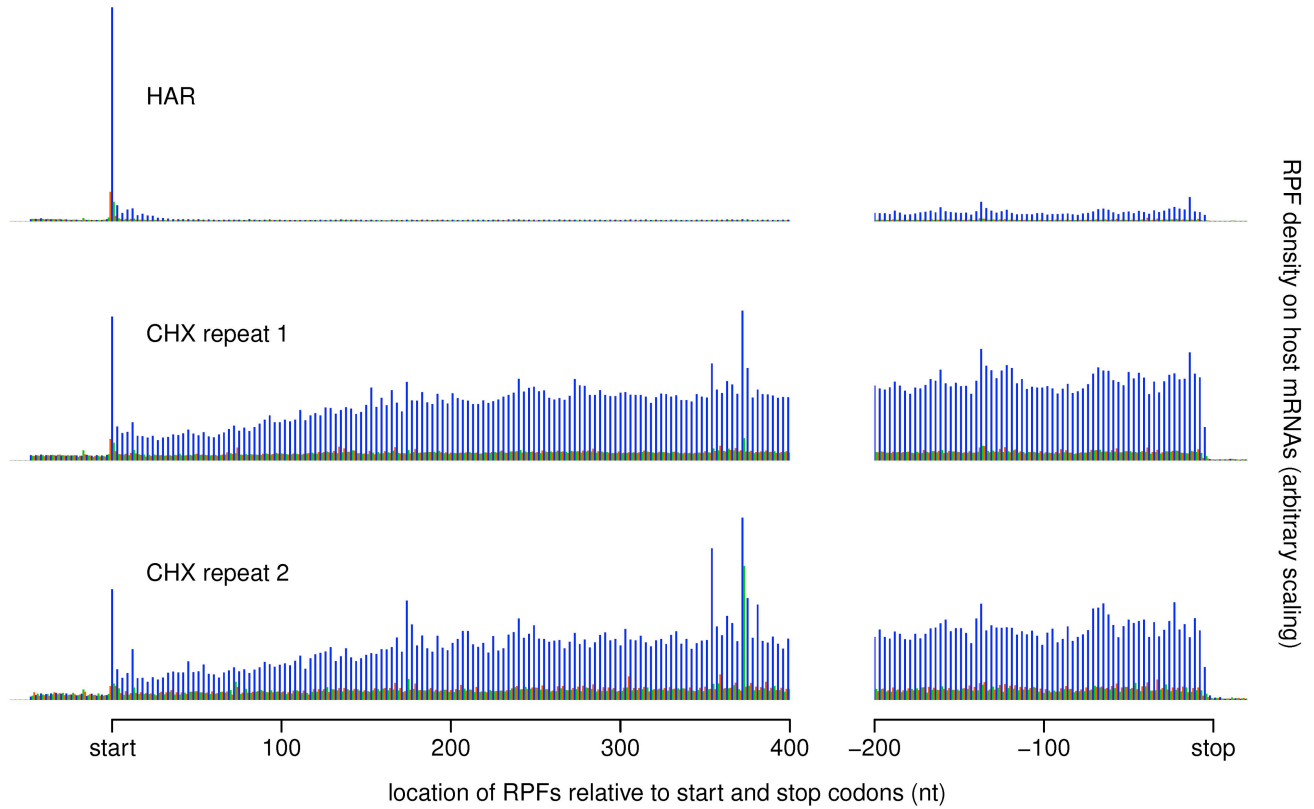 HAR
CHX repeat 1
CHX repeat 2
start 100 200 300 400 −200 −100 stop
location of RPFs relative to start and stop codons (nt)
RPF density on host mRNAs (arbitrary scaling)